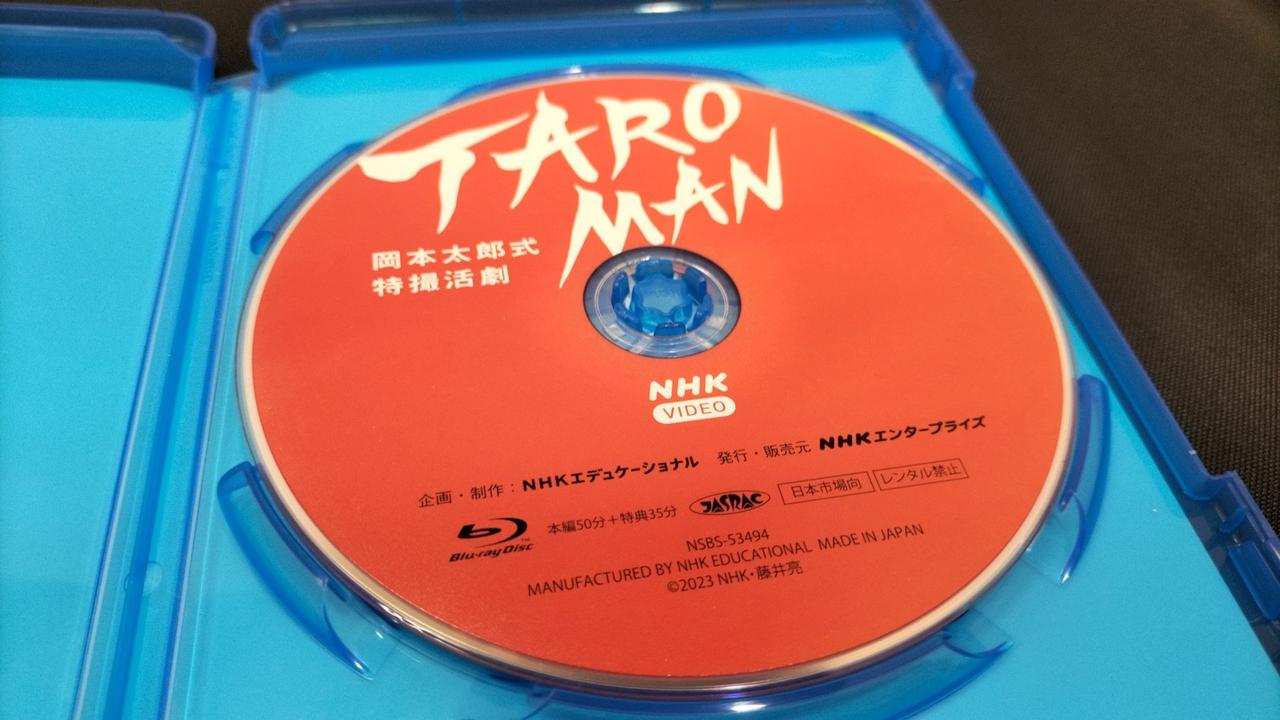 TARO
MAN
岡本太郎式
特撮活劇
NHK
VIDEO
企画・制作：NHKエデュケーショナル 発行・販売元 NHKエンタープライズ
Blu-ray Disc™ 本編50分＋特典35分 JASRAC 日本市場向 レンタル禁止
NSBS-53494
MANUFACTURED BY NHK EDUCATIONAL MADE IN JAPAN
©2023 NHK・藤井亮